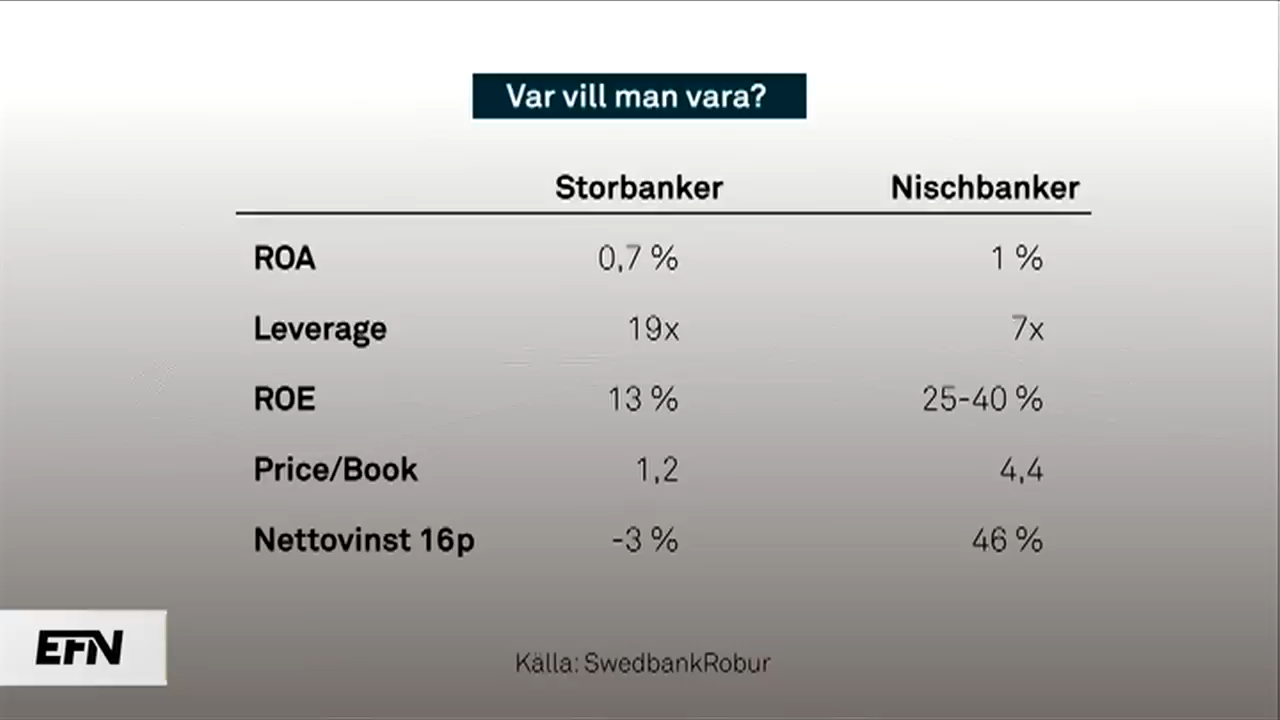 Var vill man vara?
Storbanker Nischbanker
ROA 0,7 % 1 %
Leverage 19x 7x
ROE 13 % 25-40 %
Price/Book 1,2 4,4
Nettovinst 16p -3 % 46 %
EFN
Källa: SwedbankRobur